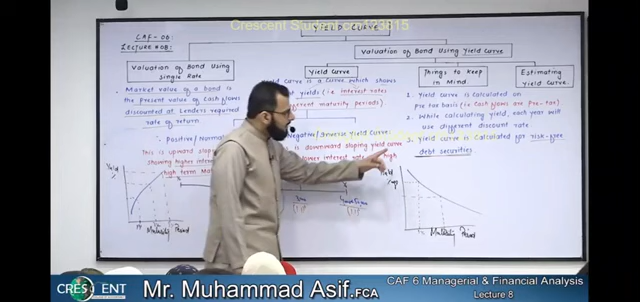 Crescent Student cc123815
CAF-06
LECTURE #08
YIELD CURVE
Valuation of Bond Using Yield Curve
Valuation of Bond Using
Single Rate
Market value of a bond is
the present value of cash flows
discounted at Lenders required
rate of return
Yield Curve
Yield Curve is a Curve which shows
yields (i.e Interest rates
different maturity periods)
Positive/Normal
This is upward slop
showing higher interes
high term Mat
Negative/Inverse Yield Curve
is downward sloping yield curve
lower interest rate high
Things to Keep
in Mind
1. Yield Curve is Calculated on
Pre-tax basis (i.e Cash flows are Pre-tax)
2. While Calculating Yield, each year will
use different discount rate
3. Yield curve is Calculated for risk-free
debt securities
Estimating
Yield Curve
Yield
Maturity Period
Yield
Maturity Period
CRESCENT
Mr. Muhammad Asif, FCA
CAF 6 Managerial & Financial Analysis
Lecture 8